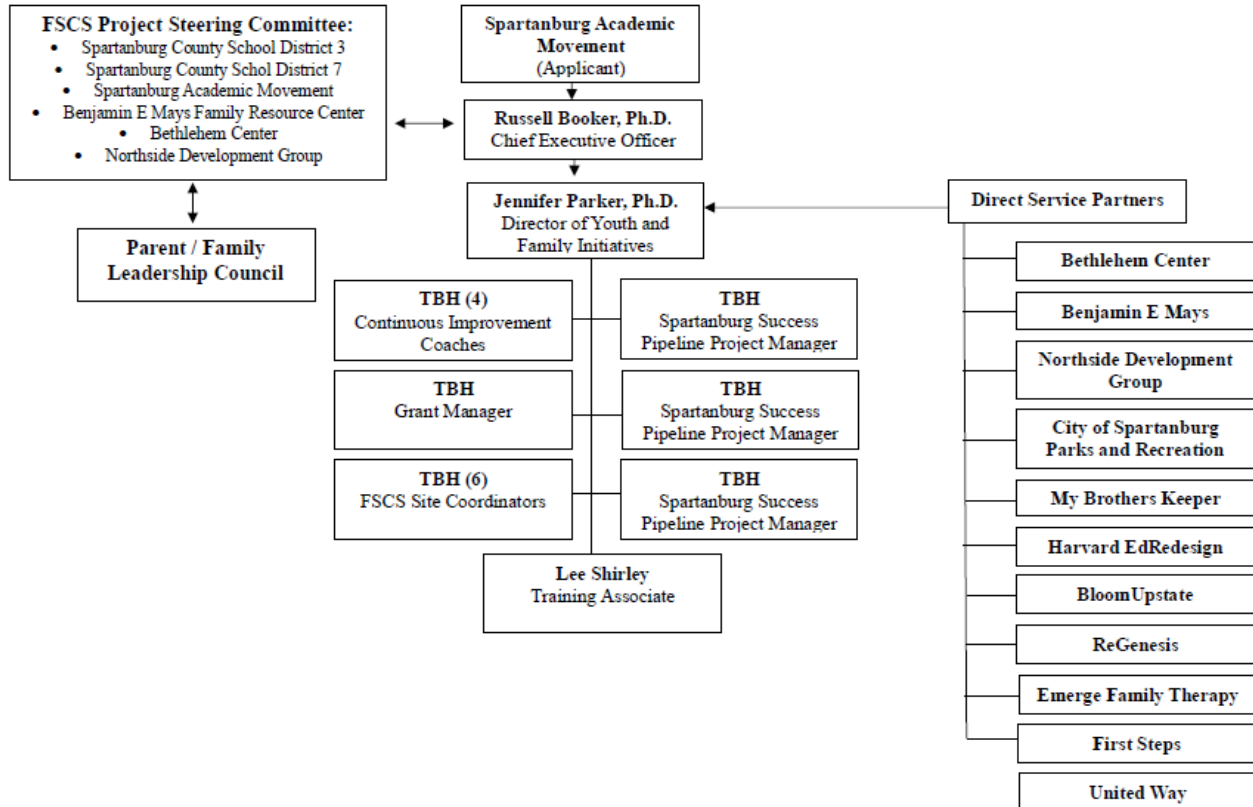 FSCS Project Steering Committee:
• Spartanburg County School District 3
• Spartanburg County Schol District 7
• Spartanburg Academic Movement
• Benjamin E Mays Family Resource Center
• Bethlehem Center
• Northside Development Group
Parent / Family
Leadership Council
Spartanburg Academic
Movement
(Applicant)
Russell Booker, Ph.D.
Chief Executive Officer
Jennifer Parker, Ph.D.
Director of Youth and
Family Initiatives
TBH (4)
Continuous Improvement
Coaches
TBH
Spartanburg Success
Pipeline Project Manager
TBH
Grant Manager
TBH
Spartanburg Success
Pipeline Project Manager
TBH (6)
FSCS Site Coordinators
TBH
Spartanburg Success
Pipeline Project Manager
Lee Shirley
Training Associate
Direct Service Partners
Bethlehem Center
Benjamin E Mays
Northside Development
Group
City of Spartanburg
Parks and Recreation
My Brothers Keeper
Harvard EdRedesign
BloomUpstate
ReGenesis
Emerge Family Therapy
First Steps
United Way